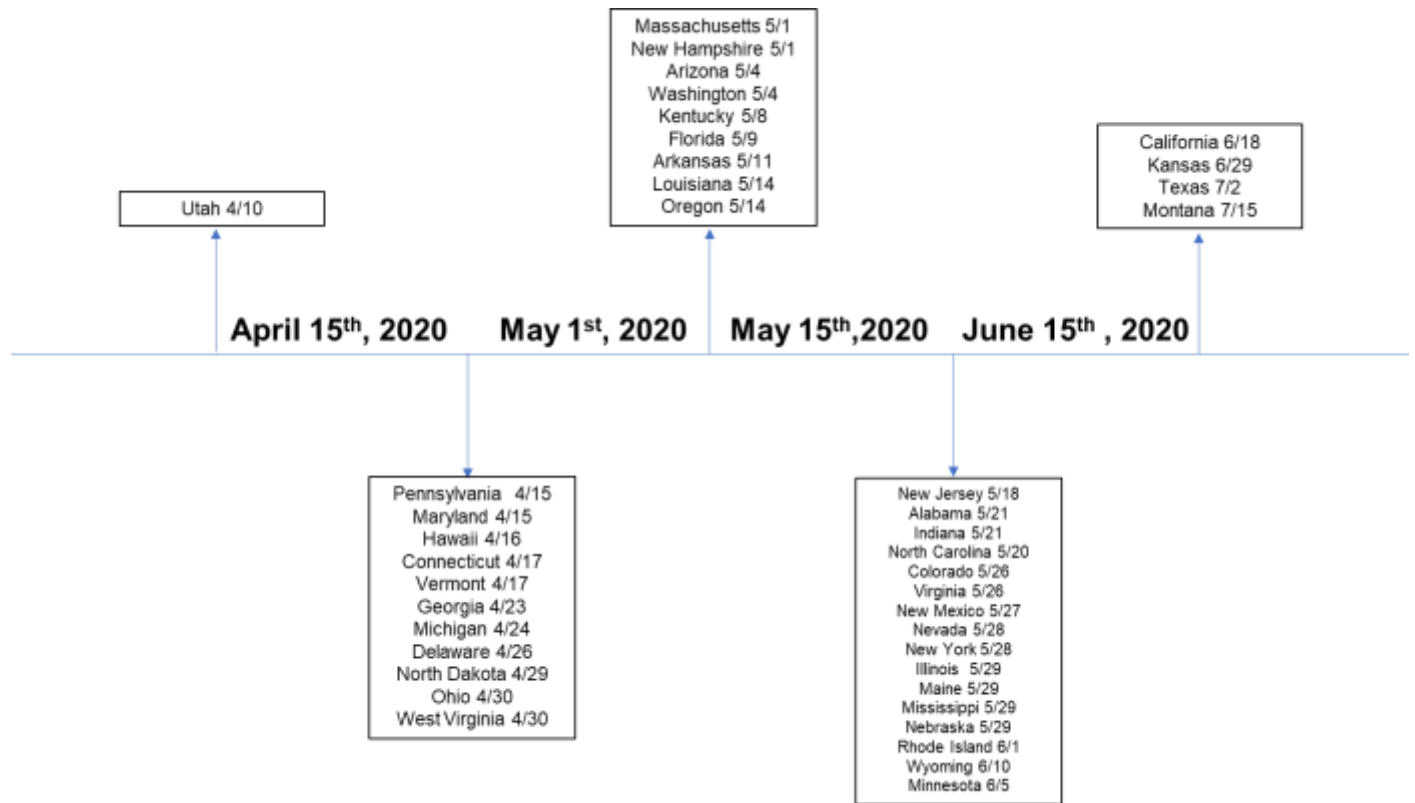 Massachusetts 5/1
New Hampshire 5/1
Arizona 5/4
Washington 5/4
Kentucky 5/8
Florida 5/9
Arkansas 5/11
Louisiana 5/14
Oregon 5/14
California 6/18
Kansas 6/29
Texas 7/2
Montana 7/15
Utah 4/10
April 15th, 2020 May 1st, 2020 May 15th,2020 June 15th , 2020
Pennsylvania 4/15
Maryland 4/15
Hawaii 4/16
Connecticut 4/17
Vermont 4/17
Georgia 4/23
Michigan 4/24
Delaware 4/26
North Dakota 4/29
Ohio 4/30
West Virginia 4/30
New Jersey 5/18
Alabama 5/21
Indiana 5/21
North Carolina 5/20
Colorado 5/26
Virginia 5/26
New Mexico 5/27
Nevada 5/28
New York 5/28
Illinois 5/29
Maine 5/29
Mississippi 5/29
Nebraska 5/29
Rhode Island 6/1
Wyoming 6/10
Minnesota 6/5